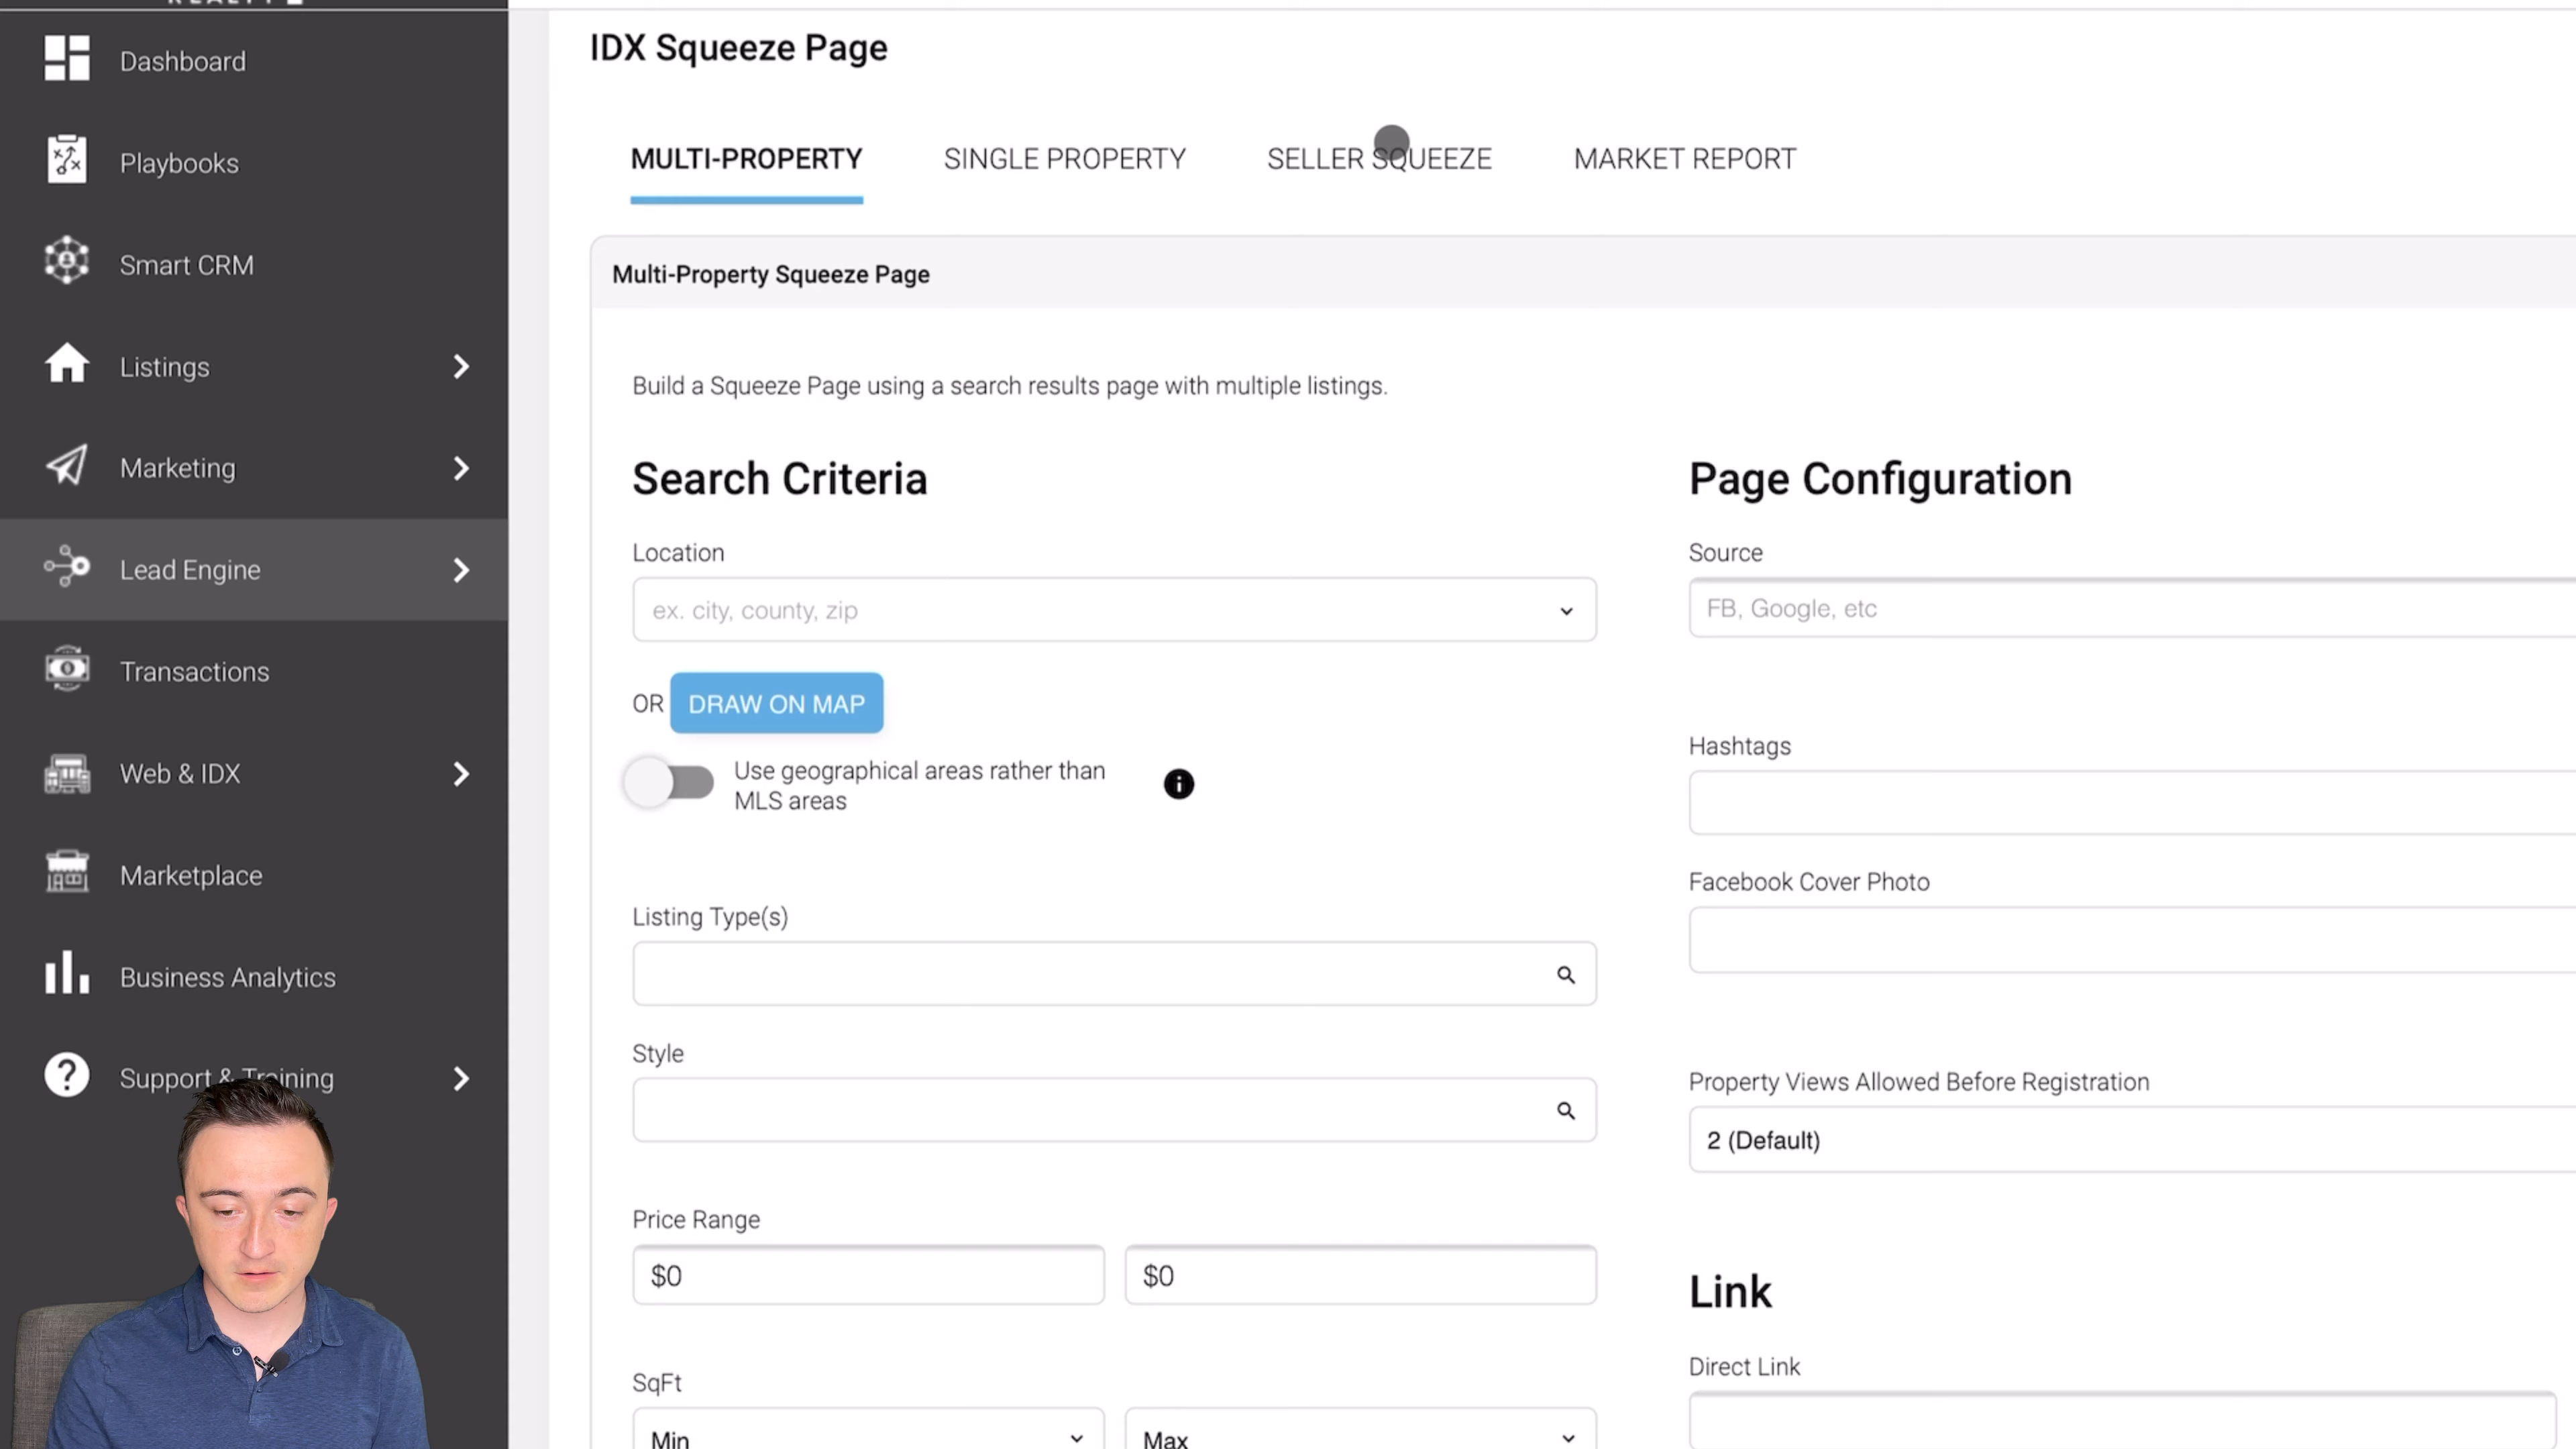 Dashboard
Playbooks
Smart CRM
Listings
Marketing
Lead Engine
Transactions
Web & IDX
Marketplace
Business Analytics
Support & Training
IDX Squeeze Page
MULTI-PROPERTY SINGLE PROPERTY SELLER SQUEEZE MARKET REPORT
Multi-Property Squeeze Page
Build a Squeeze Page using a search results page with multiple listings.
Search Criteria
Location
ex. city, county, zip
OR DRAW ON MAP
Use geographical areas rather than
MLS areas
Listing Type(s)
Style
Price Range
$0 $0
SqFt
Min Max
Page Configuration
Source
FB, Google, etc
Hashtags
Facebook Cover Photo
Property Views Allowed Before Registration
2 (Default)
Link
Direct Link